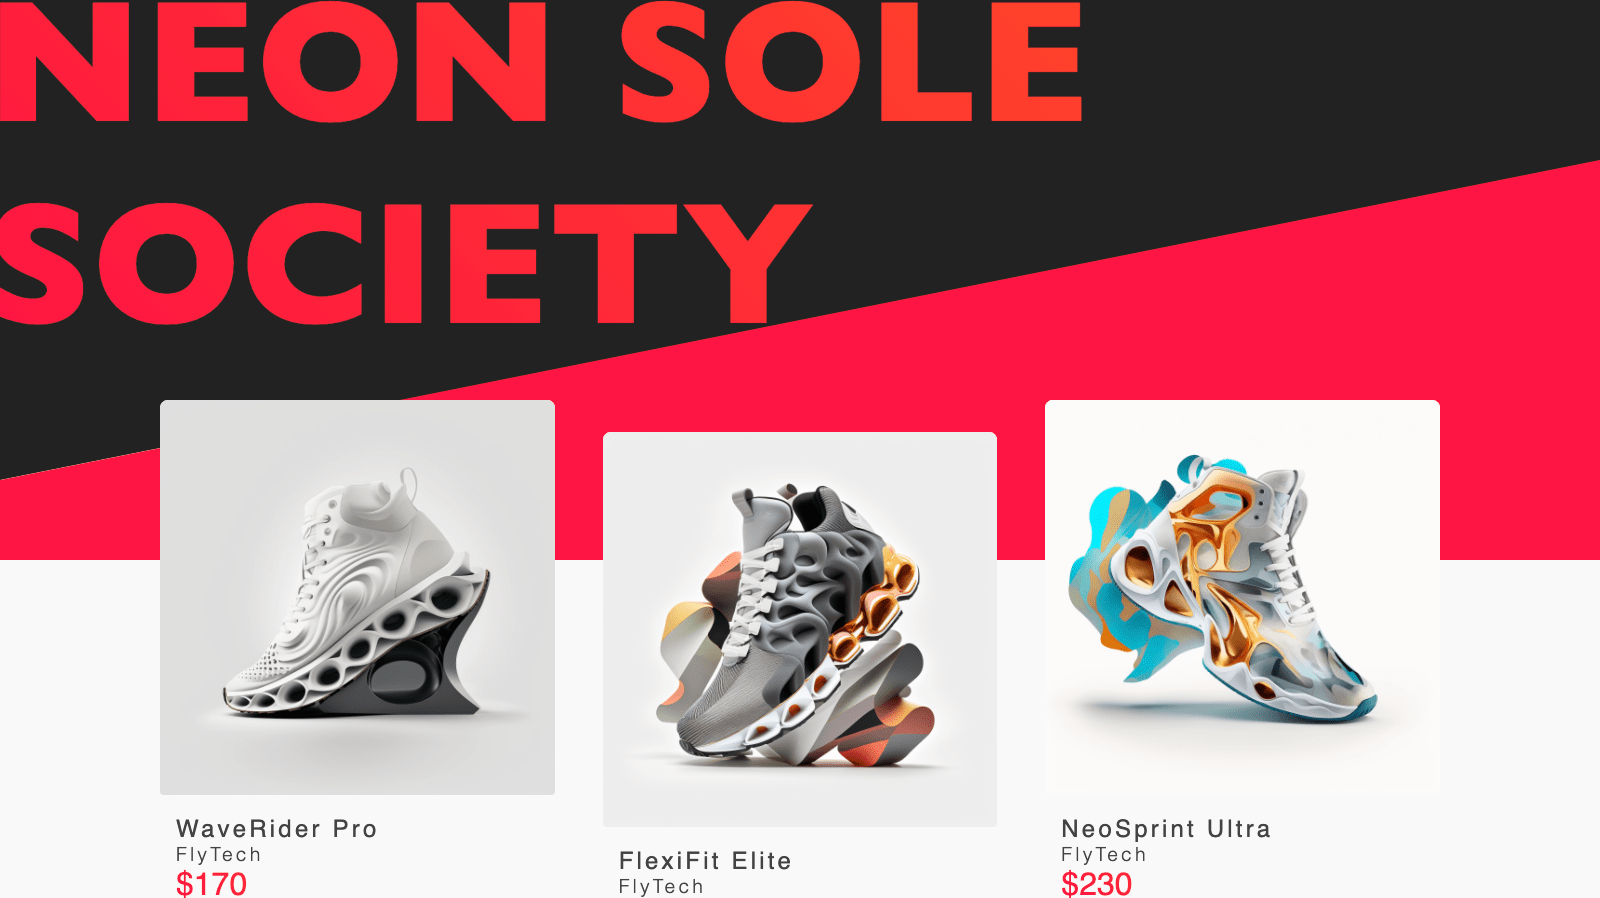 NEON SOLE
SOCIETY
WaveRider Pro
FlyTech
$170
FlexiFit Elite
FlyTech
NeoSprint Ultra
FlyTech
$230